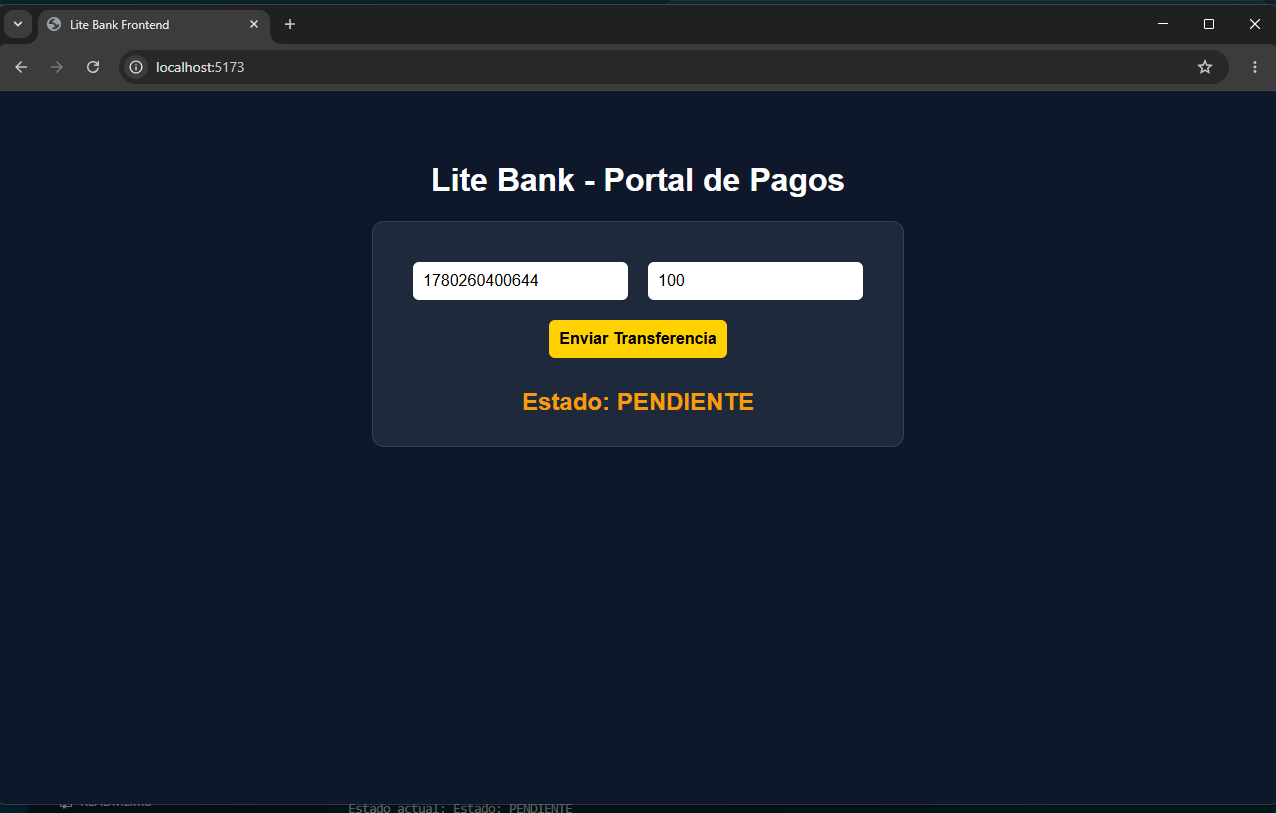 Lite Bank Frontend
localhost:5173
Lite Bank - Portal de Pagos
1780260400644
100
Enviar Transferencia
Estado: PENDIENTE
Estado actual: Estado: PENDIENTE